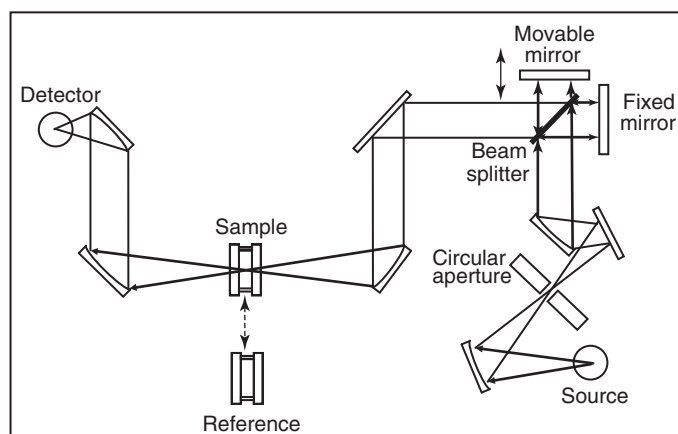 Movable
mirror
Detector
Fixed
mirror
Beam
splitter
Sample
Circular
aperture
Source
Reference